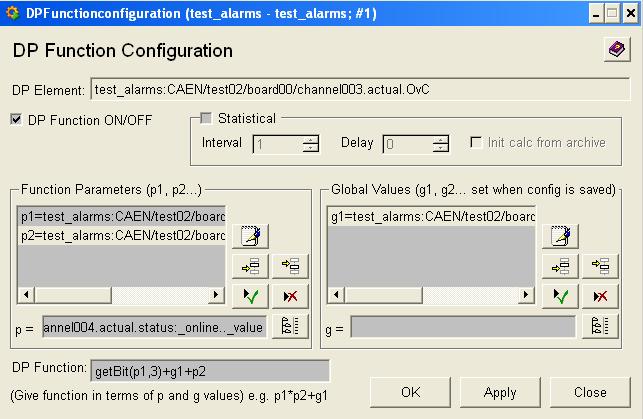 DPFunctionconfiguration (test_alarms - test_alarms; #1)
DP Function Configuration
DP Element: test_alarms:CAEN/test02/board00/channel003.actual.OvC
DP Function ON/OFF
Statistical
Interval 1 Delay 0 Init calc from archive
Function Parameters (p1, p2...)
Global Values (g1, g2... set when config is saved)
p1=test_alarms:CAEN/test02/board
g1=test_alarms:CAEN/test02/board
p2=test_alarms:CAEN/test02/board
p = annel004.actual.status:_online.._value
g =
DP Function: getBit(p1,3)+g1+p2
(Give function in terms of p and g values) e.g. p1*p2+g1
OK Apply Close